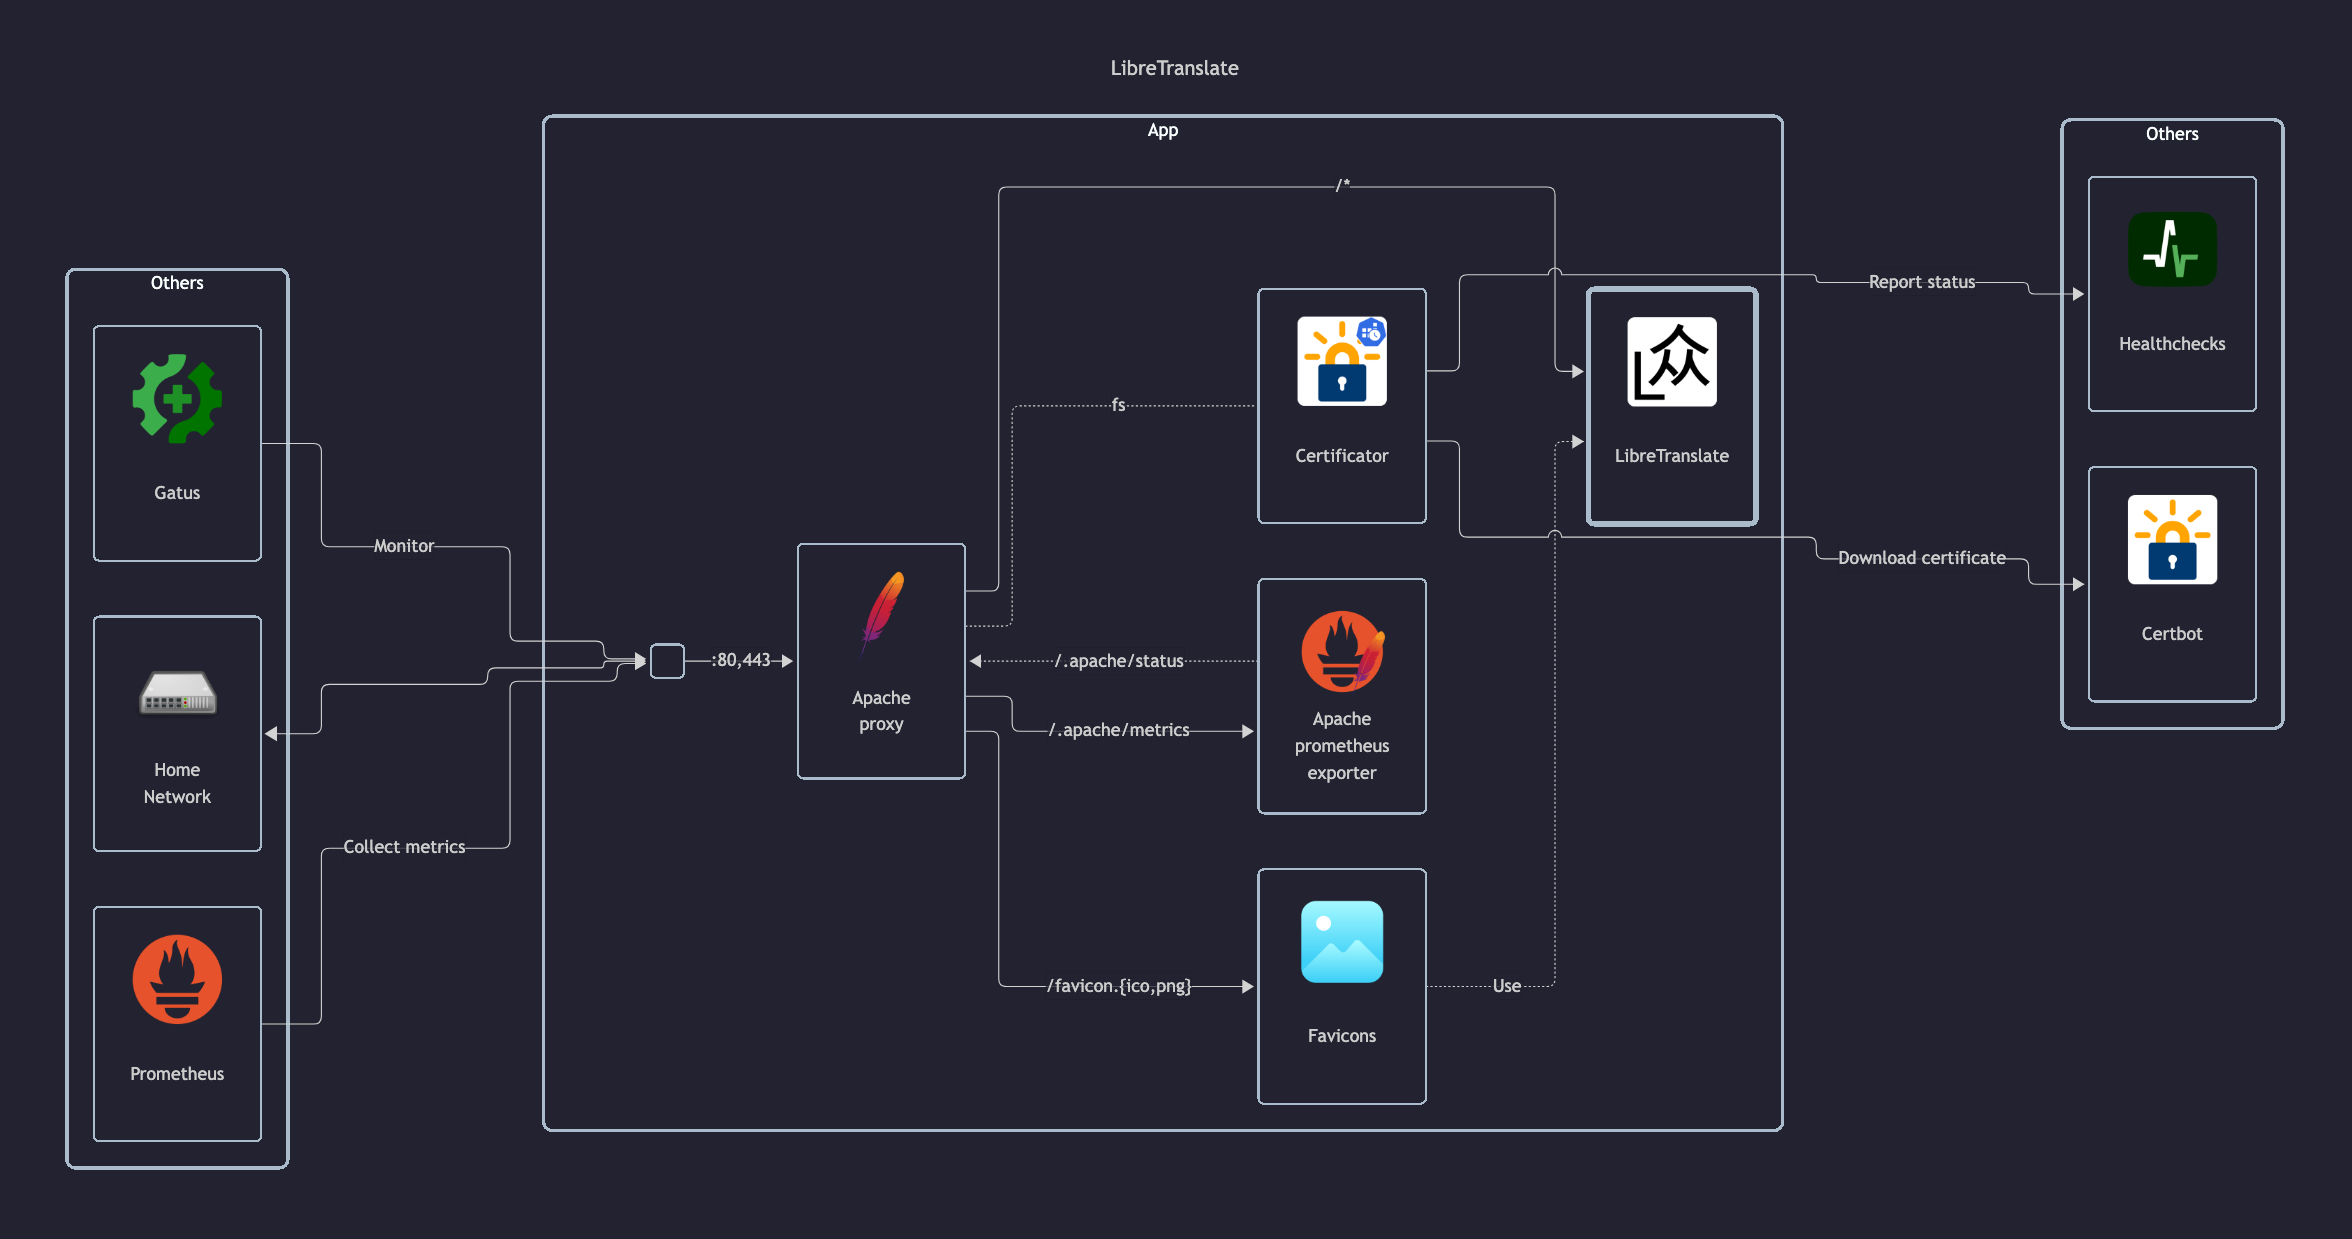 LibreTranslate
Others
Gatus
Home
Network
Prometheus
Monitor
Collect metrics
App
:80,443
Apache
proxy
/*
fs
/.apache/status
/.apache/metrics
/favicon.{ico,png}
Certificator
Apache
prometheus
exporter
Favicons
Use
众
LibreTranslate
Report status
Download certificate
Others
Healthchecks
Certbot